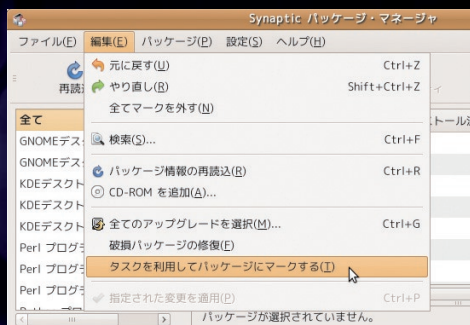 Synaptic パッケージ・マネージャ
ファイル(F) 編集(E) パッケージ(P) 設定(S) ヘルプ(H)
元に戻す(U) Ctrl+Z
やり直し(R) Shift+Ctrl+Z
全てマークを外す(N)
検索(S)... Ctrl+F
パッケージ情報の再読込(R) Ctrl+R
CD-ROM を追加(A)...
全てのアップグレードを選択(M)... Ctrl+G
破損パッケージの修復(F)
タスクを利用してパッケージにマークする(T)
指定された変更を適用(P) Ctrl+P
再読
全て
GNOMEデス
GNOMEデス
KDEデスクト
KDEデスクト
KDEデスクト
Perl プログ
Perl プログ
Perl プログ
トール
パッケージが選択されていません。